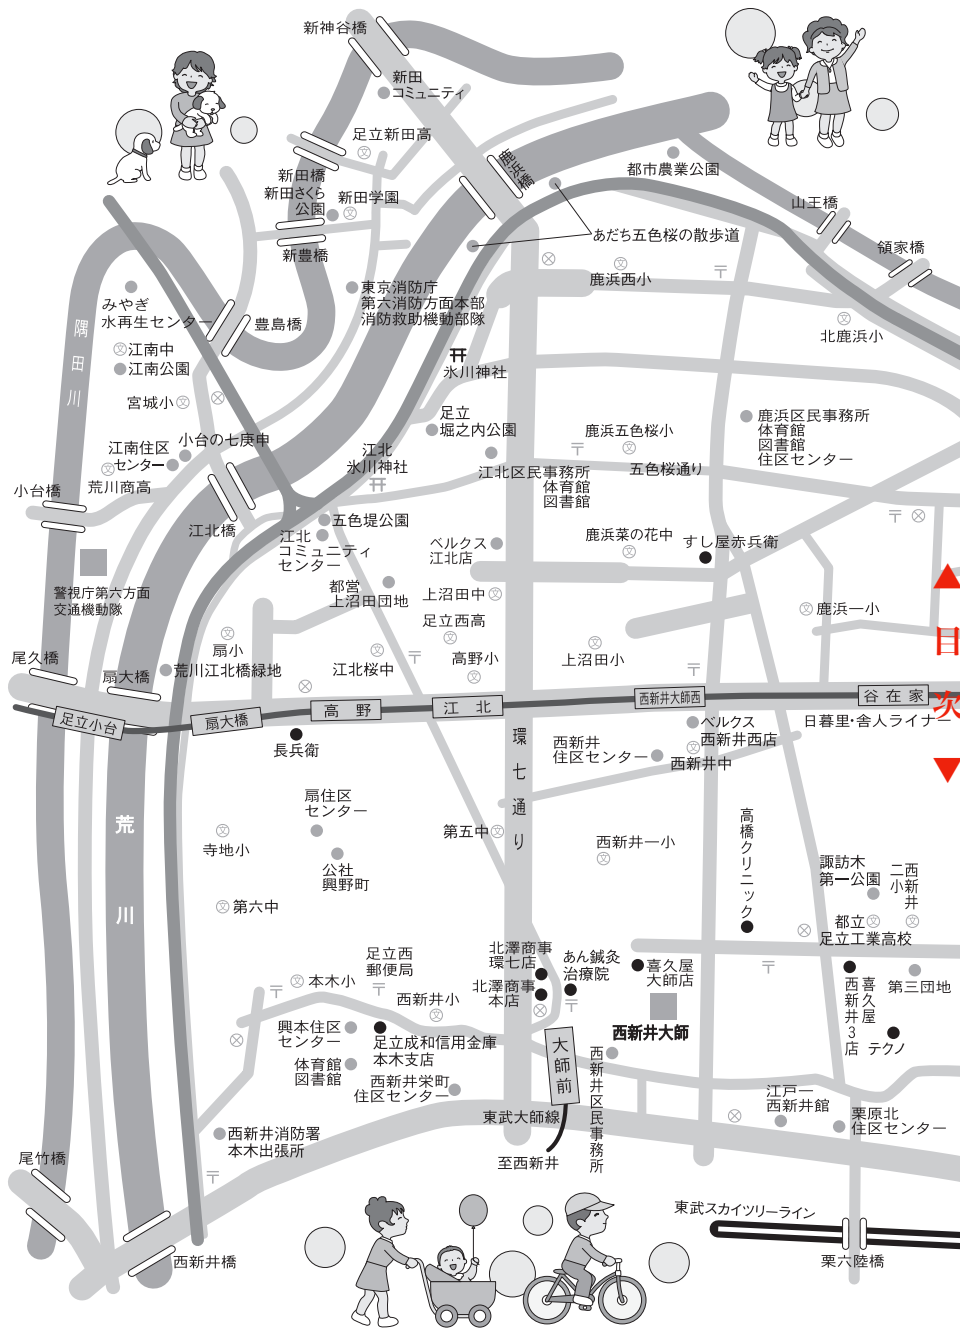 新神谷橋
新田
コミュニティ
足立新田高
鹿浜橋
都市農業公園
新田橋
新田さくら
公園
新田学園
山王橋
新豊橋
あだち五色桜の散歩道
領家橋
鹿浜西小
東京消防庁
第六消防方面本部
消防救助機動部隊
みやぎ
水再生センター
豊島橋
隅田川
江南中
江南公園
北鹿浜小
氷川神社
宮城小
足立
堀之内公園
鹿浜五色桜小
鹿浜区民事務所
体育館
図書館
住区センター
小台の七庚申
江南住区
センター
江北
氷川神社
江北区民事務所
体育館
図書館
五色桜通り
荒川商高
小台橋
江北橋
五色堤公園
江北
コミュニティ
センター
ベルクス
江北店
鹿浜菜の花中
すし屋赤兵衛
警視庁第六方面
交通機動隊
都営
上沼田団地
上沼田中
足立西高
鹿浜一小
目次
扇小
尾久橋
扇大橋
荒川江北橋緑地
江北桜中
高野小
上沼田小
足立小台
扇大橋
高野
江北
西新井大師西
谷在家
日暮里・舎人ライナー
長兵衛
環七通り
西新井
住区センター
ベルクス
西新井西店
西新井中
扇住区
センター
荒川
寺地小
第五中
西新井一小
高橋クリニック
公社
興野町
諏訪木
第一公園
西新井
二小
第六中
都立
足立工業高校
足立西
郵便局
北澤商事
環七店
あん鍼灸
治療院
喜久屋
大師店
本木小
北澤商事
本店
喜久屋
西新井3店
第三団地
西新井小
興本住区
センター
足立成和信用金庫
本木支店
大師前
西新井大師
テクノ
体育館
図書館
西新井区民事務所
西新井栄町
住区センター
江戸一
西新井館
東武大師線
栗原北
住区センター
西新井消防署
本木出張所
尾竹橋
至西新井
東武スカイツリーライン
西新井橋
栗六陸橋